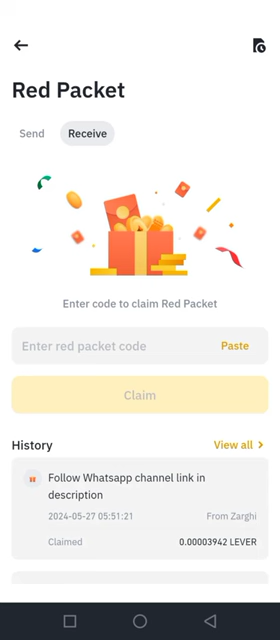 Red Packet
Send
Receive
Enter code to claim Red Packet
Enter red packet code
Paste
Claim
History
View all
Follow Whatsapp channel link in
description
2024-05-27 05:51:21
From Zarghi
Claimed
0.00003942 LEVER